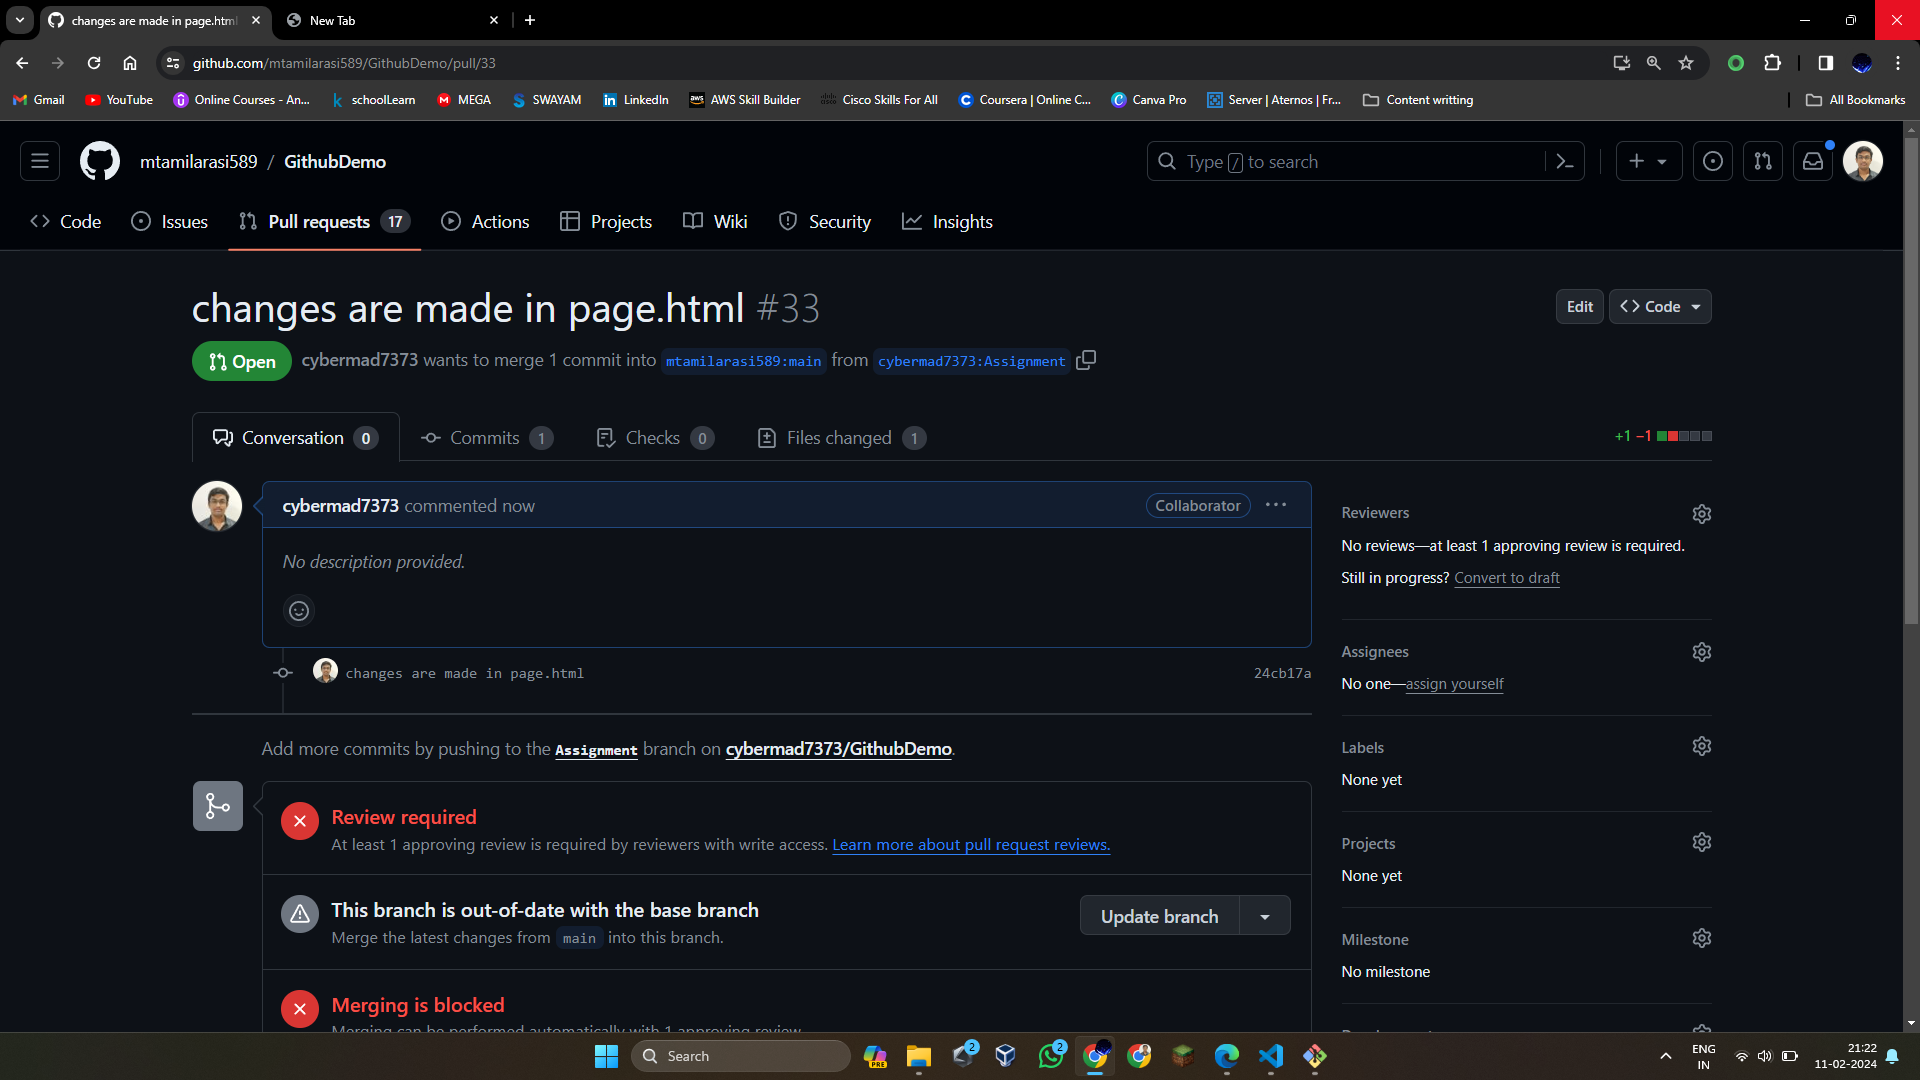 changes are made in page.html
New Tab
github.com/mtamilarasi589/GithubDemo/pull/33
Gmail YouTube Online Courses - An... schoolLearn MEGA SWAYAM LinkedIn AWS Skill Builder Cisco Skills For All Coursera | Online C... Canva Pro Server | Aternos | Fr... Content writting All Bookmarks
mtamilarasi589 / GithubDemo
Type / to search
Code Issues Pull requests 17 Actions Projects Wiki Security Insights
changes are made in page.html #33
Edit Code
Open cybermad7373 wants to merge 1 commit into mtamilarasi589:main from cybermad7373:Assignment
Conversation 0 Commits 1 Checks 0 Files changed 1
+1 −1
cybermad7373 commented now
Collaborator ...
No description provided.
changes are made in page.html 24cb17a
Add more commits by pushing to the Assignment branch on cybermad7373/GithubDemo.
Review required
At least 1 approving review is required by reviewers with write access. Learn more about pull request reviews.
This branch is out-of-date with the base branch
Merge the latest changes from main into this branch.
Update branch
Merging is blocked
Merging can be performed automatically with 1 approving review.
Reviewers
No reviews—at least 1 approving review is required.
Still in progress? Convert to draft
Assignees
No one—assign yourself
Labels
None yet
Projects
None yet
Milestone
No milestone
Search
PRE
2
2
ENG
IN
21:22
11-02-2024